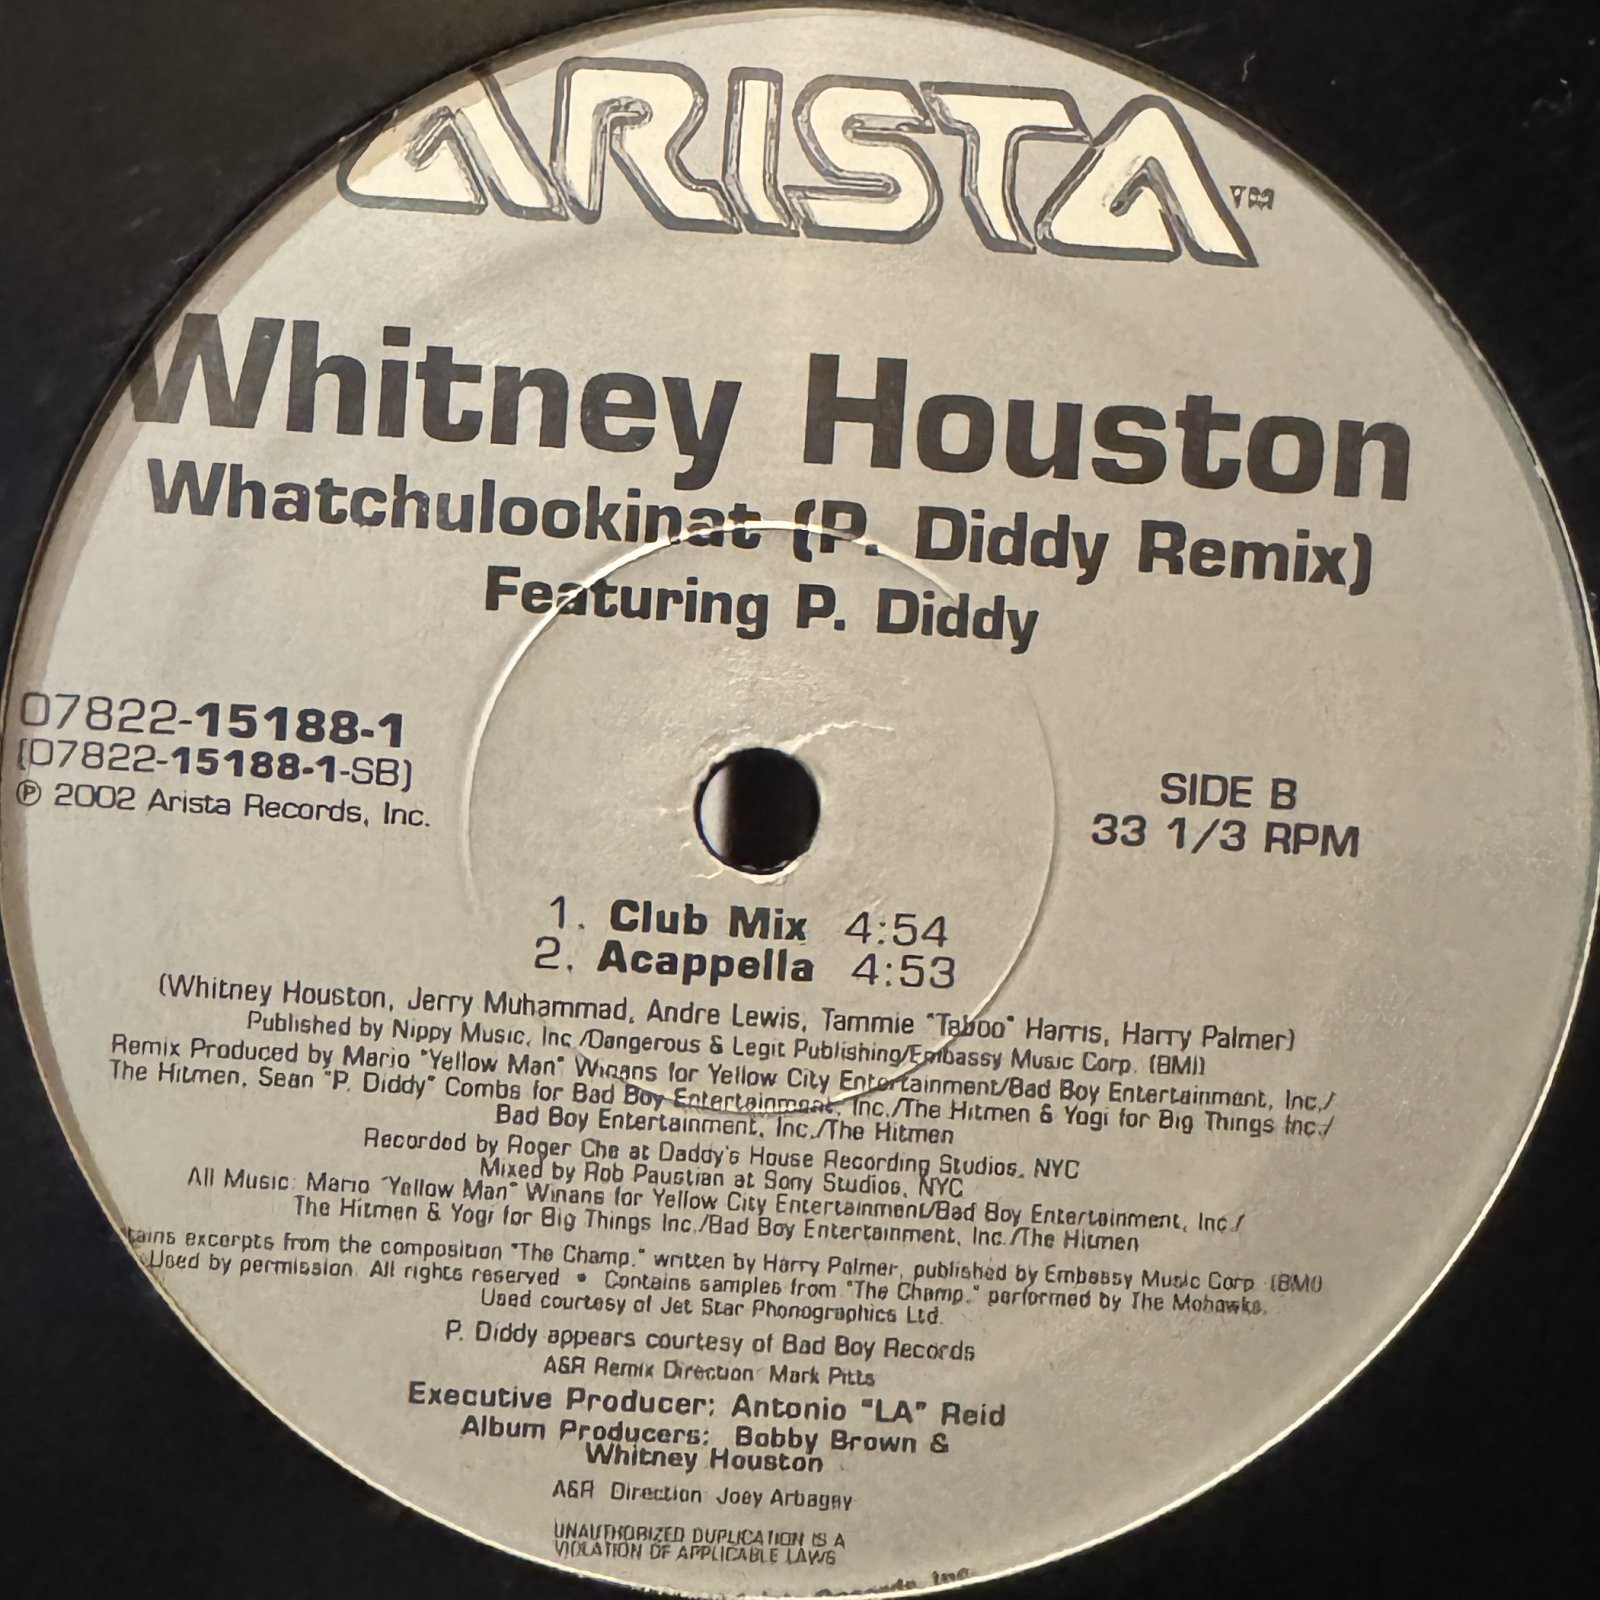 ARISTA™
Whitney Houston
Whatchulookinat (P. Diddy Remix)
Featuring P. Diddy
07822-15188-1
(07822-15188-1-SB)
℗ 2002 Arista Records, Inc.
SIDE B
33 1/3 RPM
1. Club Mix 4:54
2. Acappella 4:53
(Whitney Houston, Jerry Muhammad, Andre Lewis, Tammie "Taboo" Harris, Harry Palmer)
Published by Nippy Music, Inc./Dangerous & Legit Publishing/Embassy Music Corp. (BMI)
Remix Produced by Mario "Yellow Man" Winans for Yellow City Entertainment/Bad Boy Entertainment, Inc./
The Hitmen, Sean "P. Diddy" Combs for Bad Boy Entertainment, Inc./The Hitmen & Yogi for Big Things Inc./
Bad Boy Entertainment, Inc./The Hitmen
Recorded by Roger Che at Daddy's House Recording Studios, NYC
Mixed by Rob Paustian at Sony Studios, NYC
All Music: Mario "Yellow Man" Winans for Yellow City Entertainment/Bad Boy Entertainment, Inc./
The Hitmen & Yogi for Big Things Inc./Bad Boy Entertainment, Inc./The Hitmen
tains excerpts from the composition "The Champ," written by Harry Palmer, published by Embassy Music Corp. (BMI)
Used by permission. All rights reserved • Contains samples from "The Champ," performed by The Mohawks,
Used courtesy of Jet Star Phonographics Ltd.
P. Diddy appears courtesy of Bad Boy Records
A&R Remix Direction: Mark Pitts
Executive Producer: Antonio "LA" Reid
Album Producers: Bobby Brown &
Whitney Houston
A&R Direction: Joey Arbagey
UNAUTHORIZED DUPLICATION IS A
VIOLATION OF APPLICABLE LAWS